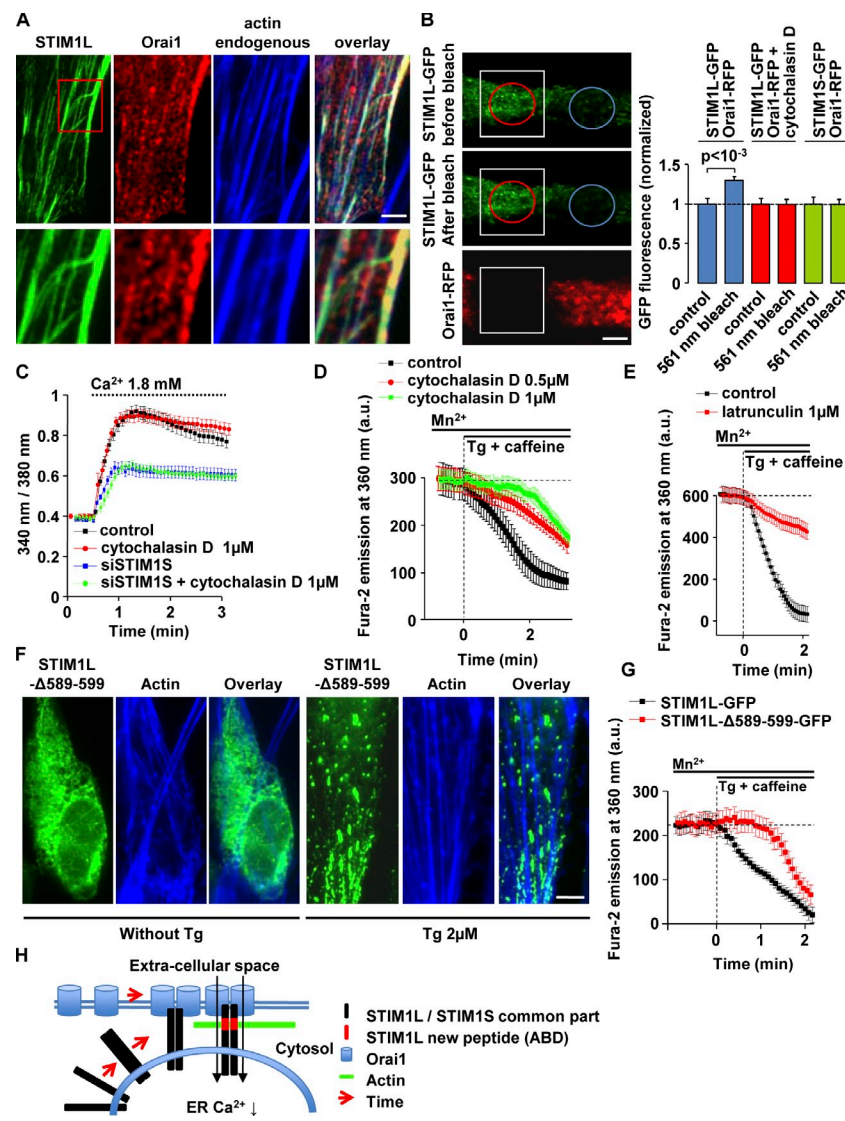 A
STIM1L
Orai1
actin
endogenous
overlay
B
STIM1L-GFP
before bleach
STIM1L-GFP
After bleach
Orai1-RFP
GFP fluorescence (normalized)
STIM1L-GFP
Orai1-RFP
STIM1L-GFP
Orai1-RFP +
cytochalasin D
STIM1S-GFP
Orai1-RFP
p<10-3
1.5
1
0.5
0
control
561 nm bleach
control
561 nm bleach
control
561 nm bleach
C
Ca2+ 1.8 mM
340 nm / 380 nm
1
0.8
0.6
0.4
0.2
0
control
cytochalasin D 1µM
siSTIM1S
siSTIM1S + cytochalasin D 1µM
0 1 2 3
Time (min)
D
control
cytochalasin D 0.5µM
cytochalasin D 1µM
Mn2+
Tg + caffeine
Fura-2 emission at 360 nm (a.u.)
300
200
100
0
0 2
Time (min)
E
control
latrunculin 1µM
Mn2+
Tg + caffeine
Fura-2 emission at 360 nm (a.u.)
600
400
200
0
0 2
Time (min)
F
STIM1L
-Δ589-599
Actin
Overlay
STIM1L
-Δ589-599
Actin
Overlay
Without Tg
Tg 2µM
G
STIM1L-GFP
STIM1L-Δ589-599-GFP
Mn2+
Tg + caffeine
Fura-2 emission at 360 nm (a.u.)
300
200
100
0
0 1 2
Time (min)
H
Extra-cellular space
Cytosol
ER Ca2+ ↓
STIM1L / STIM1S common part
STIM1L new peptide (ABD)
Orai1
Actin
Time